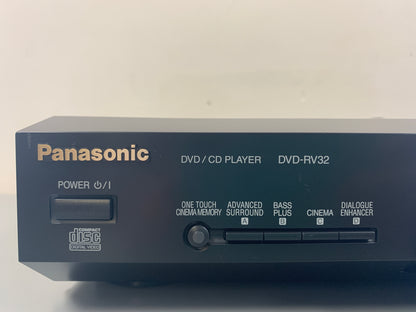 Panasonic
DVD / CD PLAYER DVD-RV32
POWER ⏻/I
ONE TOUCH
CINEMA MEMORY
ADVANCED
SURROUND
A
BASS
PLUS
B
CINEMA
C
DIALOGUE
ENHANCER
D
COMPACT
disc
DIGITAL VIDEO